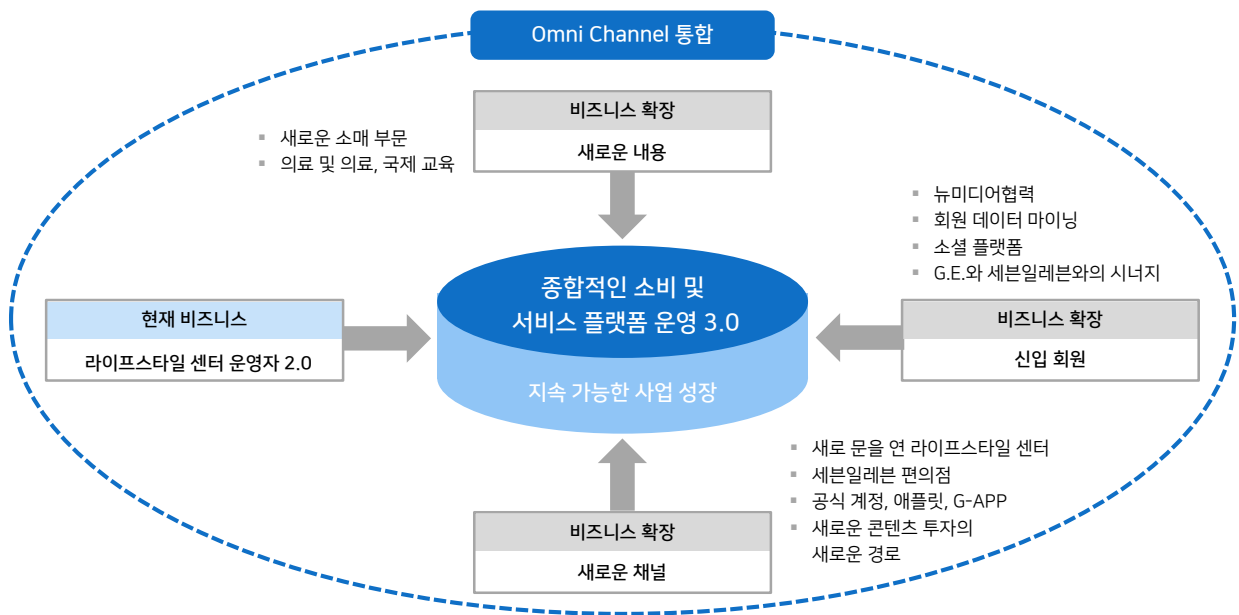 Omni Channel 통합
비즈니스 확장
새로운 내용
▪ 새로운 소매 부문
▪ 의료 및 의료, 국제 교육
▪ 뉴미디어협력
▪ 회원 데이터 마이닝
▪ 소셜 플랫폼
▪ G.E.와 세븐일레븐와의 시너지
종합적인 소비 및
서비스 플랫폼 운영 3.0
지속 가능한 사업 성장
현재 비즈니스
라이프스타일 센터 운영자 2.0
비즈니스 확장
신입 회원
▪ 새로 문을 연 라이프스타일 센터
▪ 세븐일레븐 편의점
▪ 공식 계정, 애플릿, G-APP
▪ 새로운 콘텐츠 투자의
새로운 경로
비즈니스 확장
새로운 채널